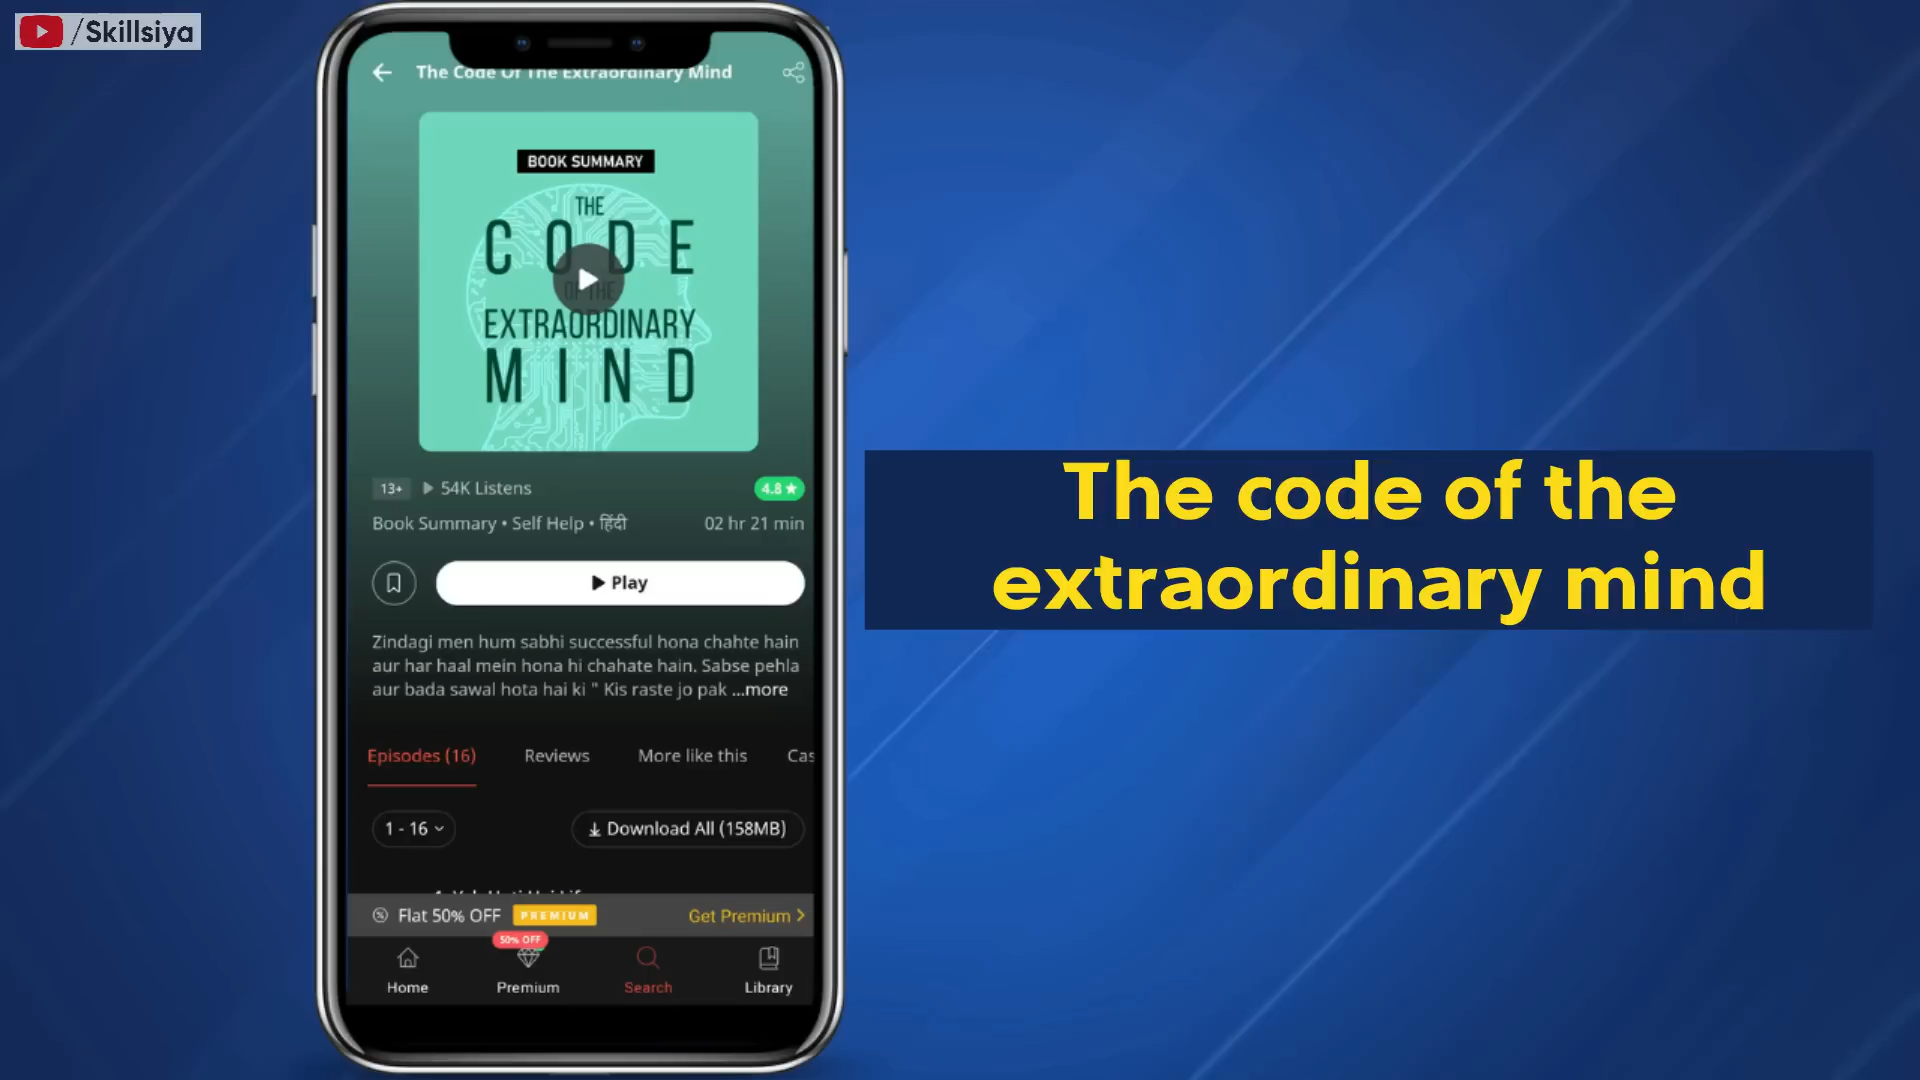 /Skillsiya
The Code Of The Extraordinary Mind
BOOK SUMMARY
THE
CODE
OF THE
EXTRAORDINARY
MIND
13+ 54K Listens 4.8 ★
Book Summary • Self Help • हिंदी 02 hr 21 min
Play
Zindagi men hum sabhi successful hona chahte hain
aur har haal mein hona hi chahate hain. Sabse pehla
aur bada sawal hota hai ki " Kis raste jo pak ...more
Episodes (16) Reviews More like this Cas
1 - 16 Download All (158MB)
Flat 50% OFF PREMIUM Get Premium >
50% OFF
Home Premium Search Library
The code of the
extraordinary mind